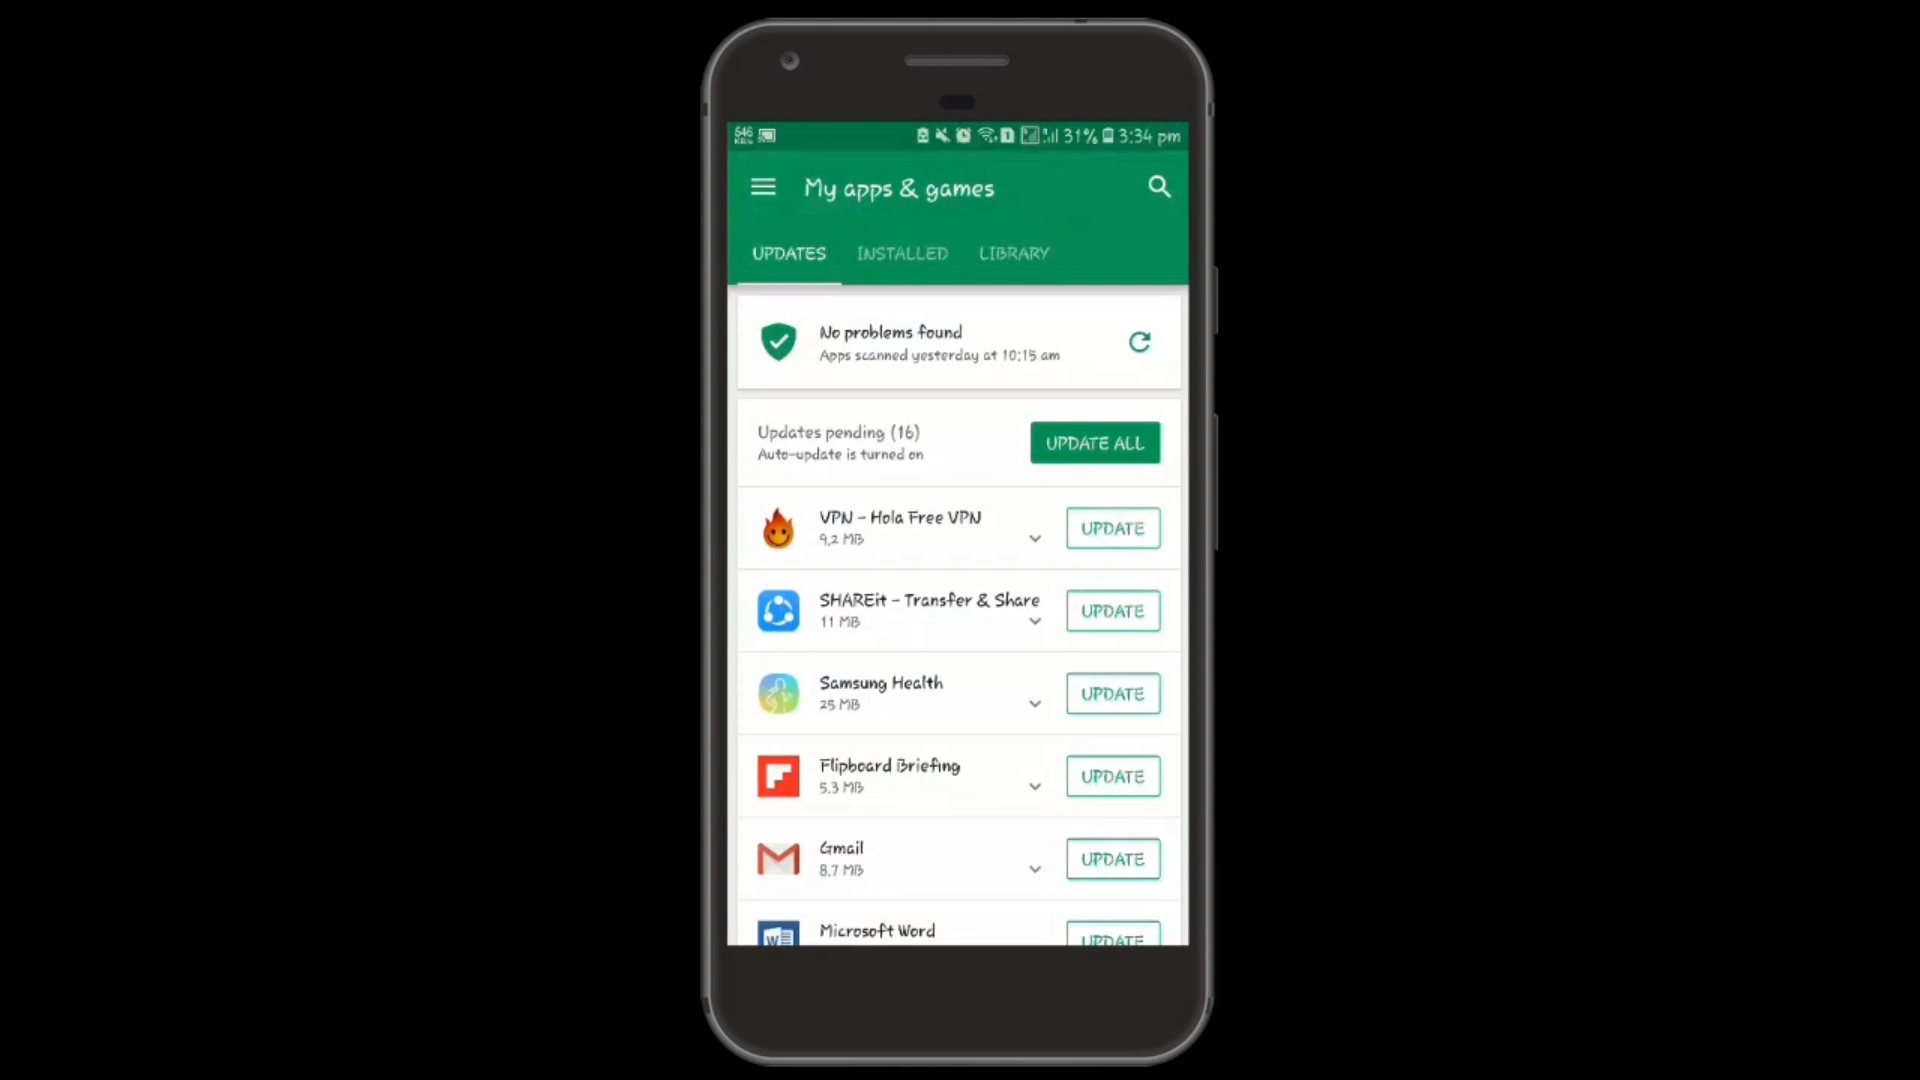 546
KB/s
31% 3:34 pm
My apps & games
UPDATES INSTALLED LIBRARY
No problems found
Apps scanned yesterday at 10:15 am
Updates pending (16)
Auto-update is turned on
UPDATE ALL
VPN - Hola Free VPN
9.2 MB
UPDATE
SHAREit - Transfer & Share
11 MB
UPDATE
Samsung Health
25 MB
UPDATE
Flipboard Briefing
5.3 MB
UPDATE
Gmail
8.7 MB
UPDATE
Microsoft Word
UPDATE